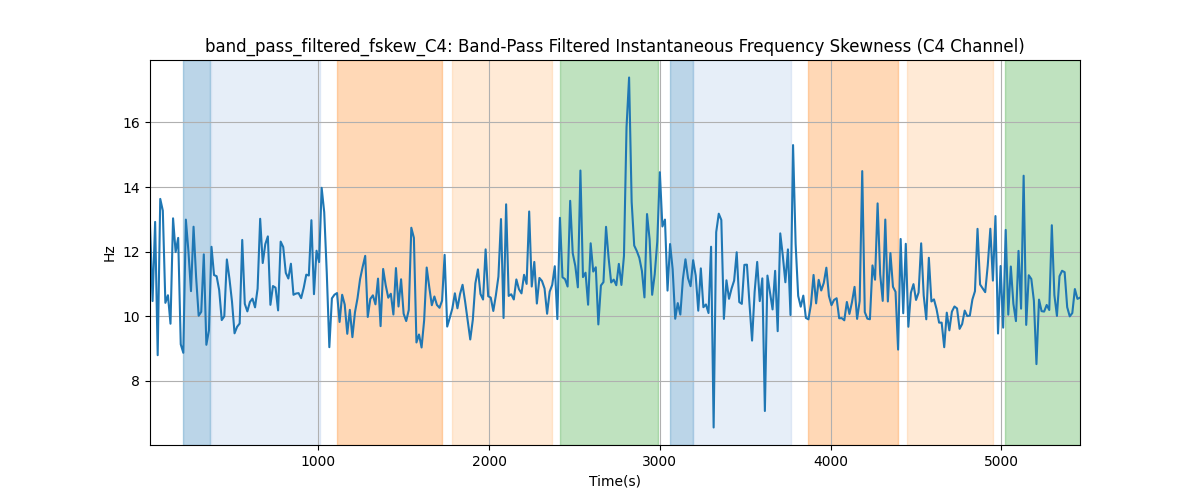 band_pass_filtered_fskew_C4: Band-Pass Filtered Instantaneous Frequency Skewness (C4 Channel)
16
14
12
10
8
Hz
1000 2000 3000 4000 5000
Time(s)